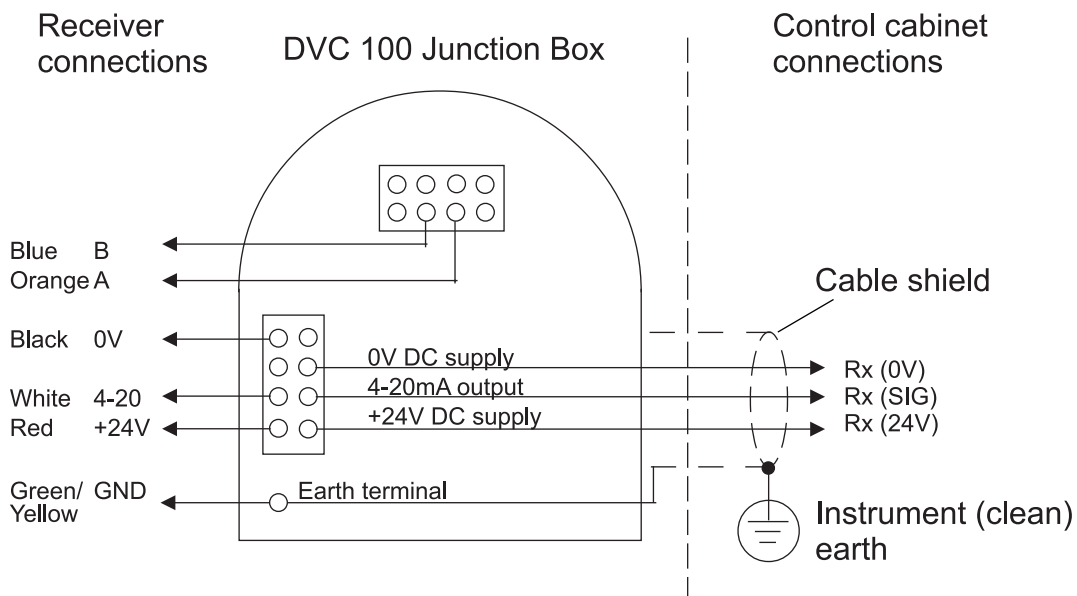 Receiver
connections
DVC 100 Junction Box
Control cabinet
connections
Blue B
Orange A
Black 0V
White 4-20
Red +24V
Green/ GND
Yellow
0V DC supply
4-20mA output
+24V DC supply
Earth terminal
Cable shield
Rx (0V)
Rx (SIG)
Rx (24V)
Instrument (clean)
earth